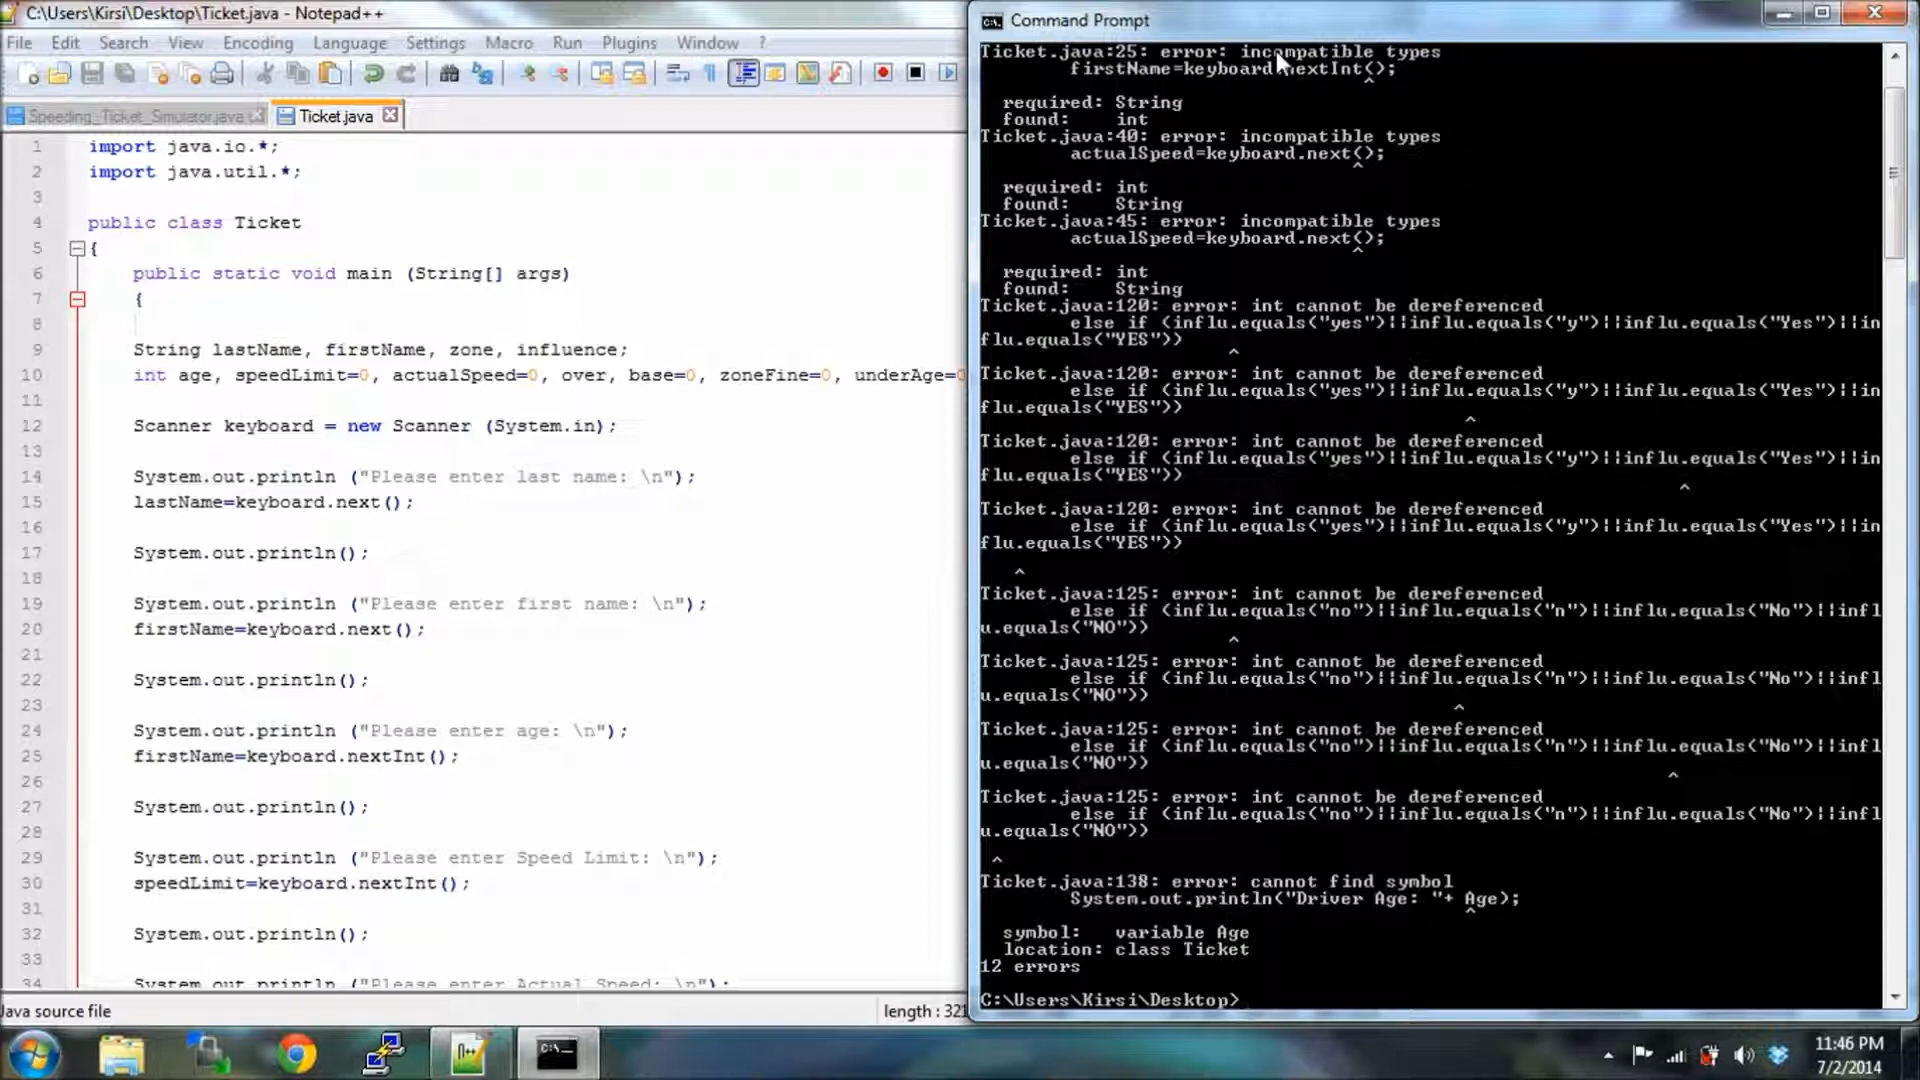 C:\Users\Kirsi\Desktop\Ticket.java - Notepad++
File Edit Search View Encoding Language Settings Macro Run Plugins Window ?
Speeding_Ticket_Simulator.java
Ticket.java
1 import java.io.*;
2 import java.util.*;
3
4 public class Ticket
5 {
6 public static void main (String[] args)
7 {
8
9 String lastName, firstName, zone, influence;
10 int age, speedLimit=0, actualSpeed=0, over, base=0, zoneFine=0, underAge=0
11
12 Scanner keyboard = new Scanner (System.in);
13
14 System.out.println ("Please enter last name: \n");
15 lastName=keyboard.next();
16
17 System.out.println();
18
19 System.out.println ("Please enter first name: \n");
20 firstName=keyboard.next();
21
22 System.out.println();
23
24 System.out.println ("Please enter age: \n");
25 firstName=keyboard.nextInt();
26
27 System.out.println();
28
29 System.out.println ("Please enter Speed Limit: \n");
30 speedLimit=keyboard.nextInt();
31
32 System.out.println();
33
34 System.out.println ("Please enter Actual Speed: \n");
Java source file
length : 321
Command Prompt
Ticket.java:25: error: incompatible types
firstName=keyboard.nextInt();
^
required: String
found: int
Ticket.java:40: error: incompatible types
actualSpeed=keyboard.next();
^
required: int
found: String
Ticket.java:45: error: incompatible types
actualSpeed=keyboard.next();
^
required: int
found: String
Ticket.java:120: error: int cannot be dereferenced
else if (influ.equals("yes")||influ.equals("y")||influ.equals("Yes")||in
flu.equals("YES"))
^
Ticket.java:120: error: int cannot be dereferenced
else if (influ.equals("yes")||influ.equals("y")||influ.equals("Yes")||in
flu.equals("YES"))
^
Ticket.java:120: error: int cannot be dereferenced
else if (influ.equals("yes")||influ.equals("y")||influ.equals("Yes")||in
flu.equals("YES"))
^
Ticket.java:120: error: int cannot be dereferenced
else if (influ.equals("yes")||influ.equals("y")||influ.equals("Yes")||in
flu.equals("YES"))
^
Ticket.java:125: error: int cannot be dereferenced
else if (influ.equals("no")||influ.equals("n")||influ.equals("No")||infl
u.equals("NO"))
^
Ticket.java:125: error: int cannot be dereferenced
else if (influ.equals("no")||influ.equals("n")||influ.equals("No")||infl
u.equals("NO"))
^
Ticket.java:125: error: int cannot be dereferenced
else if (influ.equals("no")||influ.equals("n")||influ.equals("No")||infl
u.equals("NO"))
^
Ticket.java:125: error: int cannot be dereferenced
else if (influ.equals("no")||influ.equals("n")||influ.equals("No")||infl
u.equals("NO"))
^
Ticket.java:138: error: cannot find symbol
System.out.println("Driver Age: "+ Age);
^
symbol: variable Age
location: class Ticket
12 errors
C:\Users\Kirsi\Desktop>
11:46 PM
7/2/2014